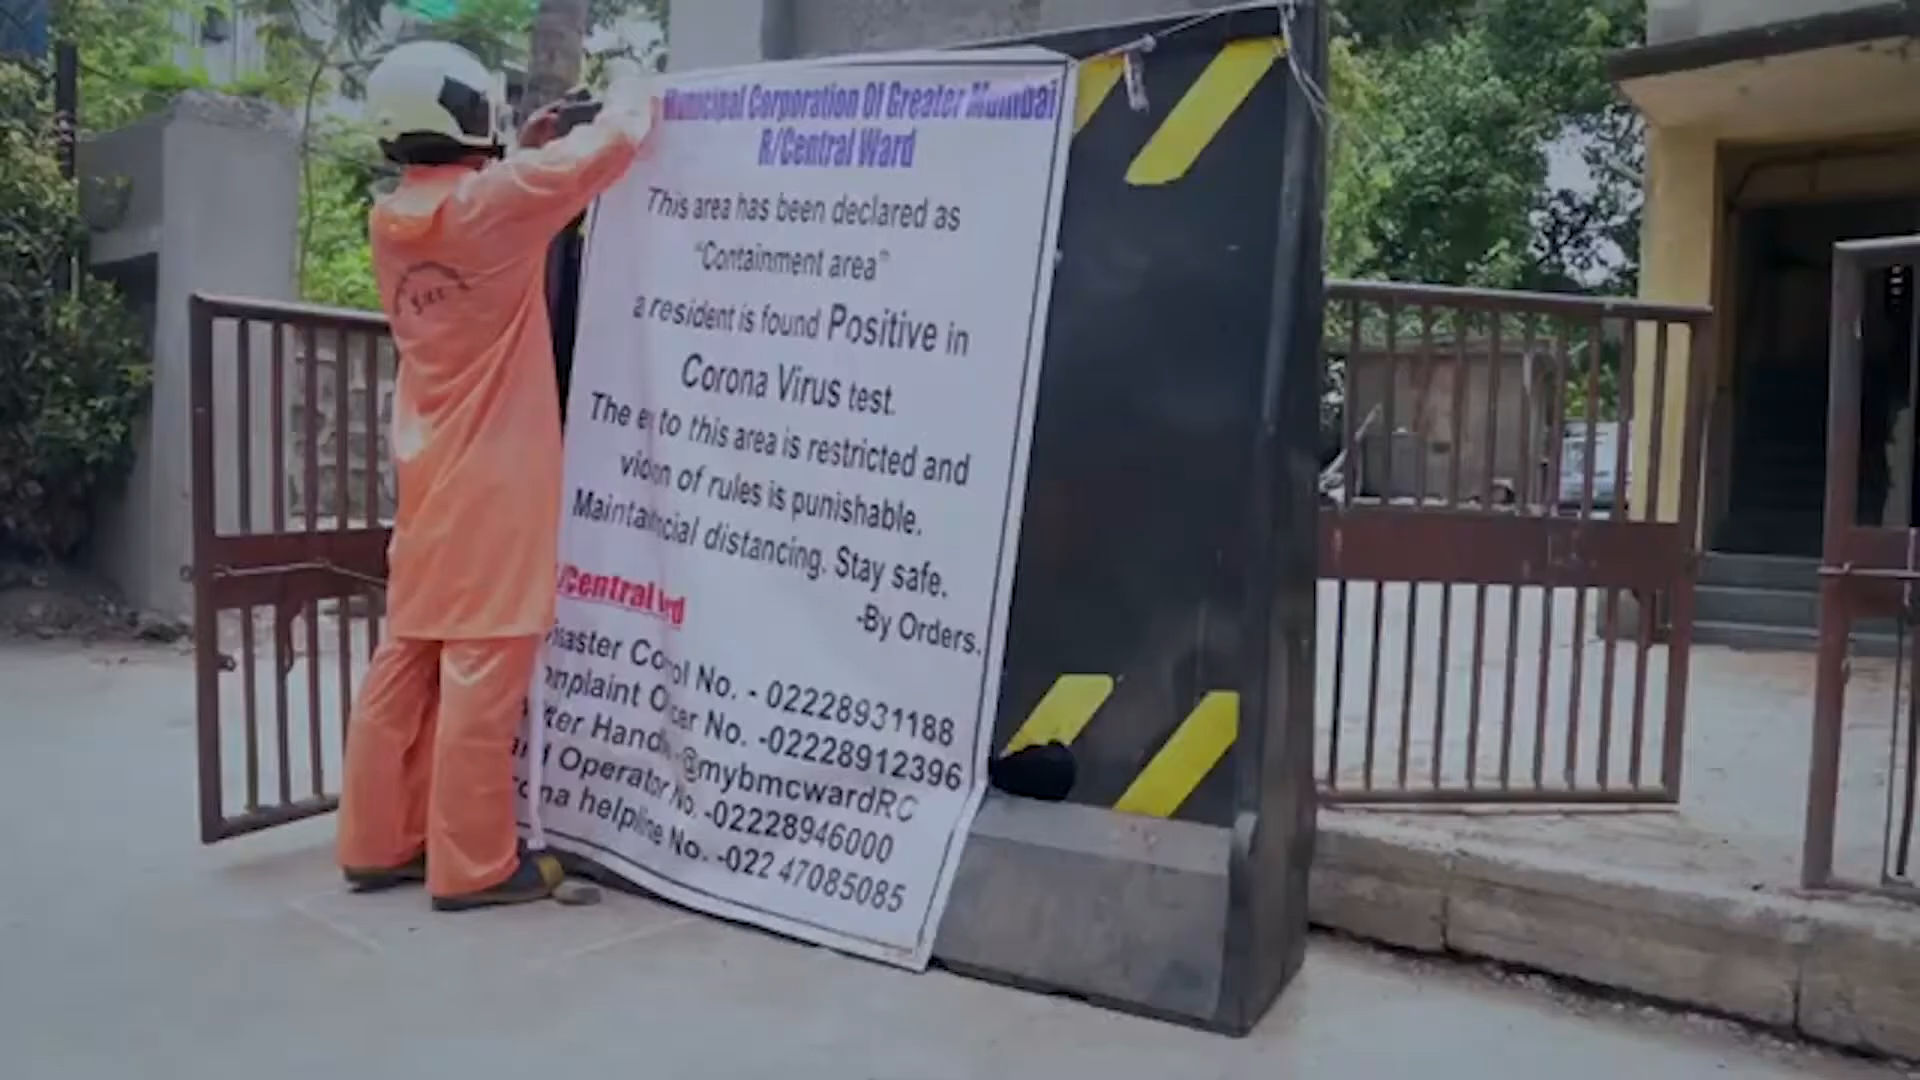 Municipal Corporation Of Greater Mumbai
R/Central Ward
This area has been declared as
"Containment area"
a resident is found Positive in
Corona Virus test.
The to this area is restricted and
of rules is punishable.
distancing. Stay safe.
-By Orders.
/Central
No. - 02228931188
No. -02228912396
@mybmcwardRC
Operator No. -02228946000
helpline No. -022 47085085